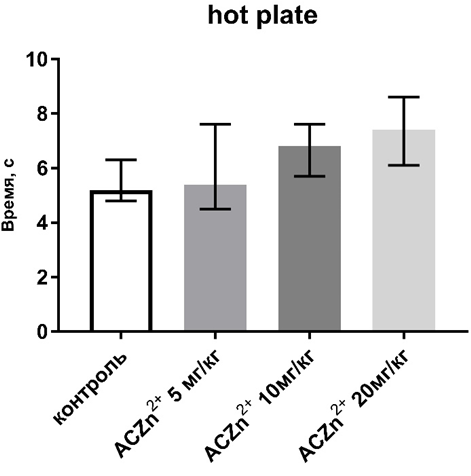 hot plate
Время, с
10
8
6
4
2
0
контроль
ACZn²⁺ 5 мг/кг
ACZn²⁺ 10мг/кг
ACZn²⁺ 20мг/кг